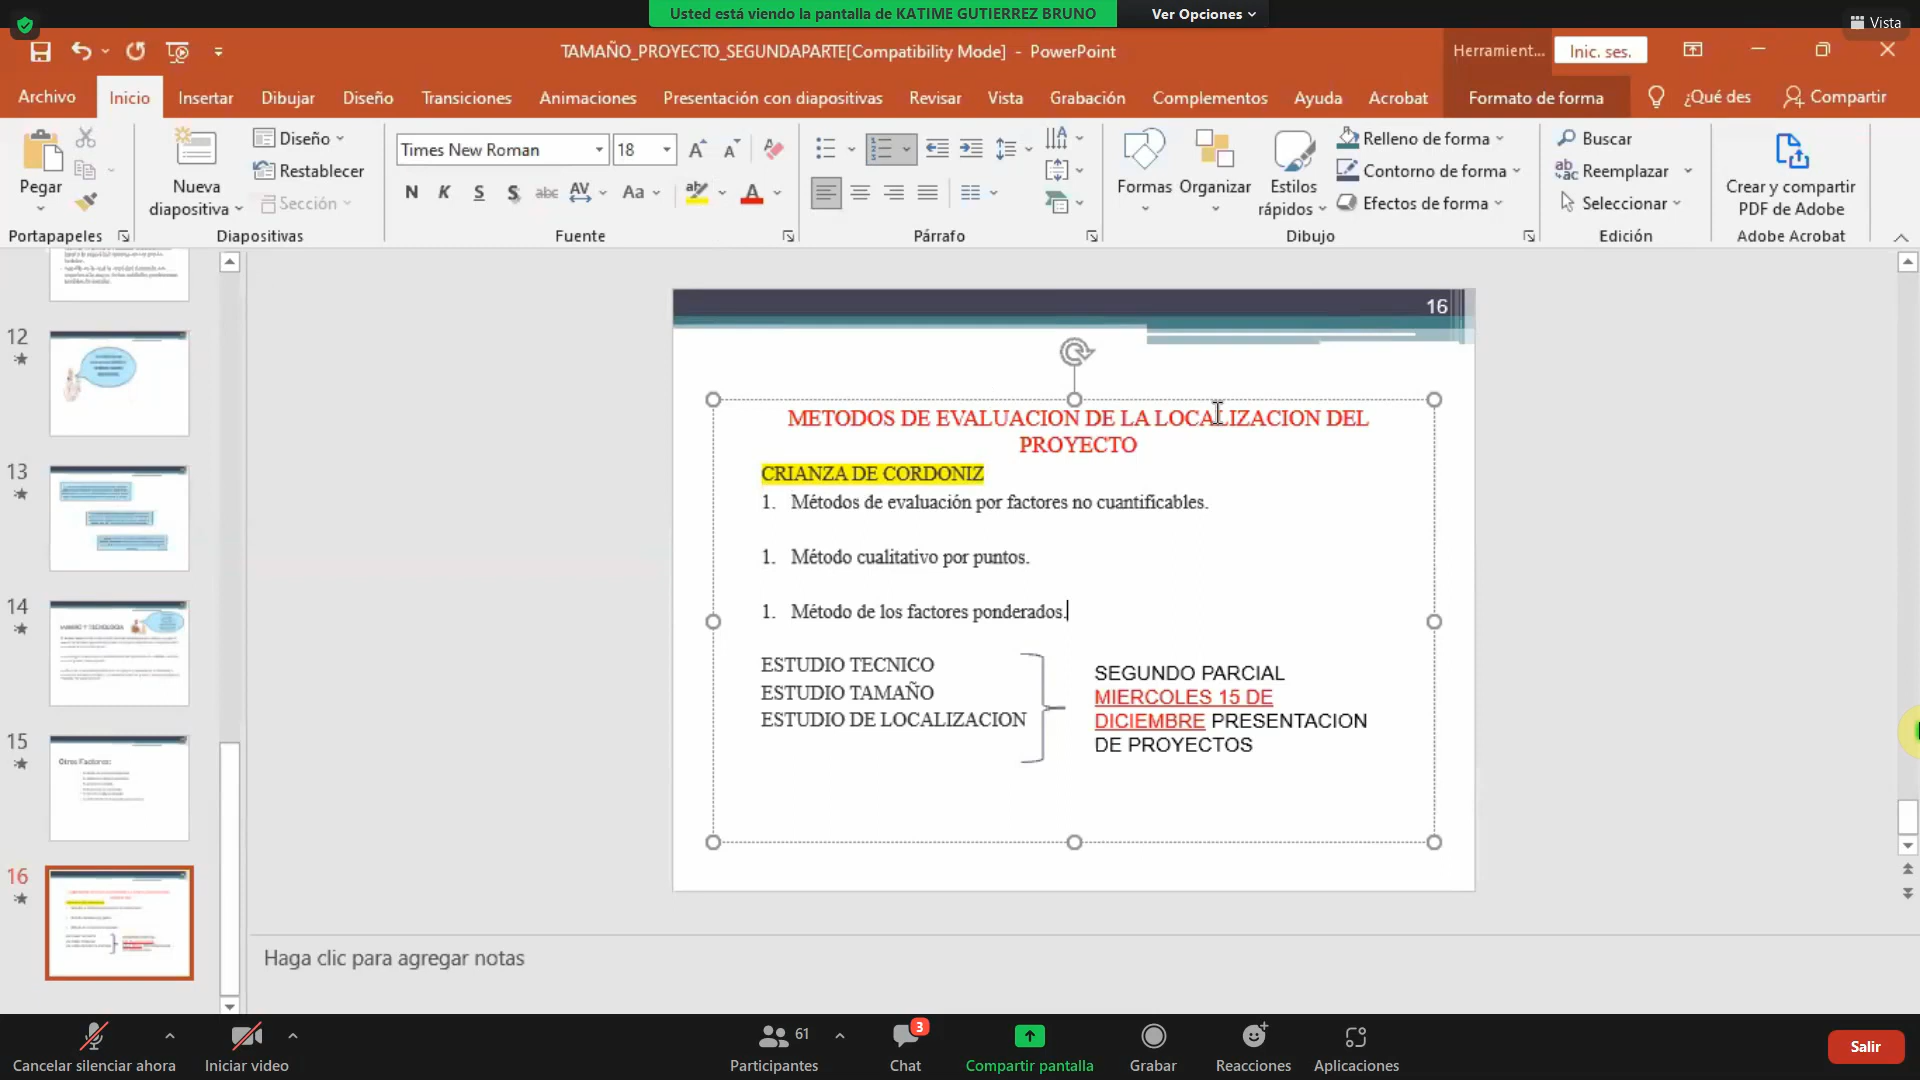 Usted está viendo la pantalla de KATIME GUTIERREZ BRUNO
Ver Opciones
Vista
TAMAÑO_PROYECTO_SEGUNDAPARTE[Compatibility Mode] - PowerPoint
Herramient...
Inic. ses.
Archivo
Inicio
Insertar
Dibujar
Diseño
Transiciones
Animaciones
Presentación con diapositivas
Revisar
Vista
Grabación
Complementos
Ayuda
Acrobat
Formato de forma
¿Qué des
Compartir
Pegar
Nueva diapositiva
Diseño
Restablecer
Sección
Times New Roman
18
N K S S abc AV Aa
Formas
Organizar
Estilos rápidos
Relleno de forma
Contorno de forma
Efectos de forma
Buscar
Reemplazar
Seleccionar
Crear y compartir
PDF de Adobe
Portapapeles
Diapositivas
Fuente
Párrafo
Dibujo
Edición
Adobe Acrobat
12
13
14
HUMANO Y TECNOLOGIA
15
Otros Factores:
16
16
METODOS DE EVALUACION DE LA LOCALIZACION DEL
PROYECTO
CRIANZA DE CORDONIZ
1. Métodos de evaluación por factores no cuantificables.
1. Método cualitativo por puntos.
1. Método de los factores ponderados.
ESTUDIO TECNICO
ESTUDIO TAMAÑO
ESTUDIO DE LOCALIZACION
SEGUNDO PARCIAL
MIERCOLES 15 DE
DICIEMBRE PRESENTACION
DE PROYECTOS
Haga clic para agregar notas
Cancelar silenciar ahora
Iniciar video
61
Participantes
3
Chat
Compartir pantalla
Grabar
Reacciones
Aplicaciones
Salir